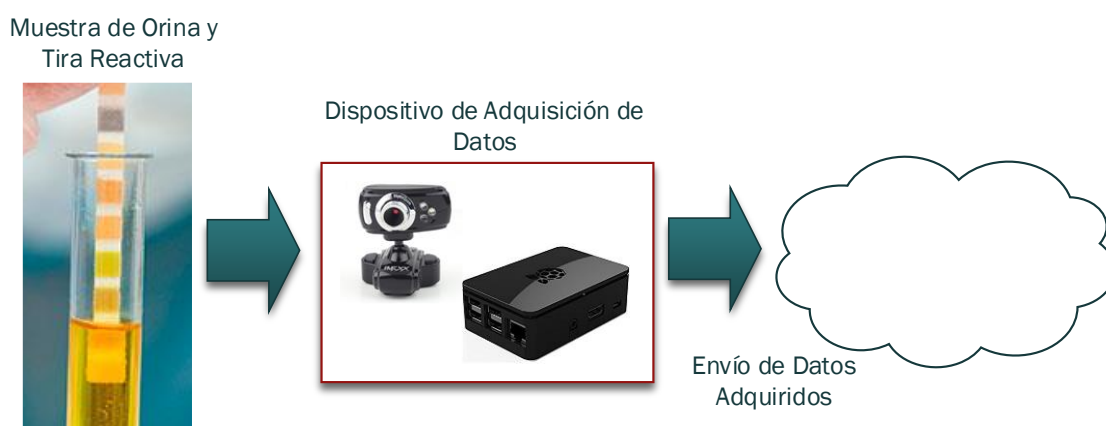 Muestra de Orina y
Tira Reactiva
Dispositivo de Adquisición de
Datos
Envío de Datos
Adquiridos